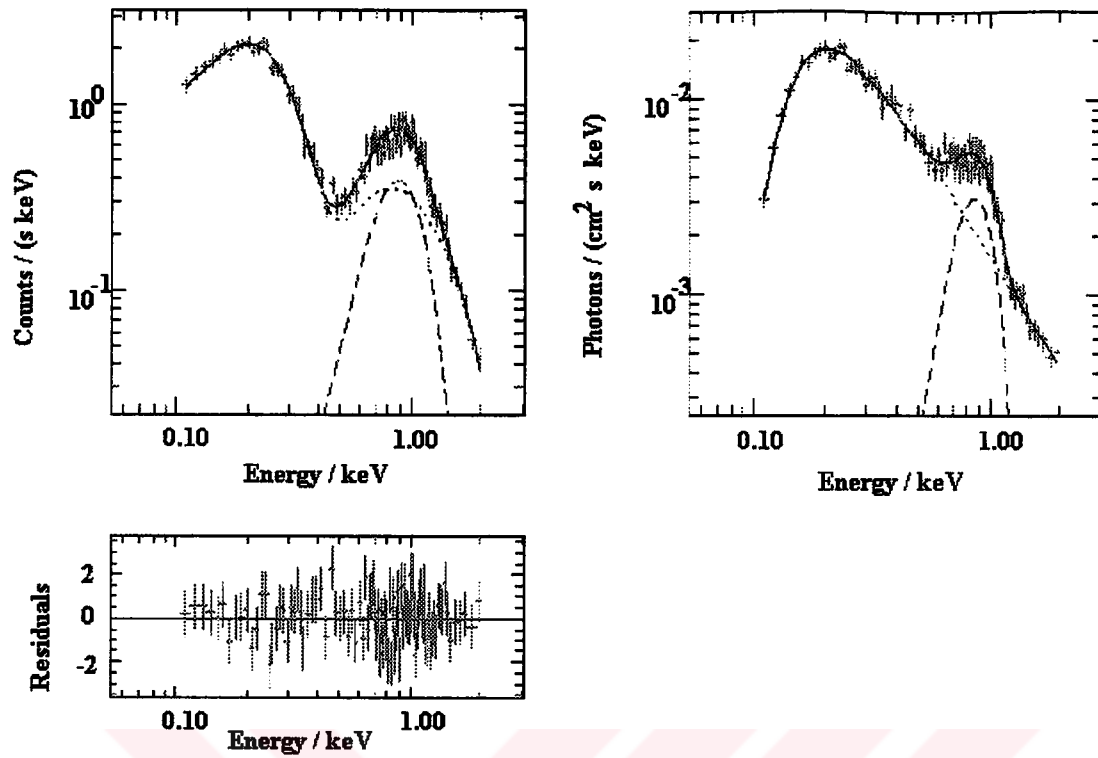 Counts / (s keV)
10^0
10^-1
0.10 1.00
Energy / keV
Photons / (cm^2 s keV)
10^-2
10^-3
0.10 1.00
Energy / keV
Residuals
2
0
-2
0.10 1.00
Energy / keV